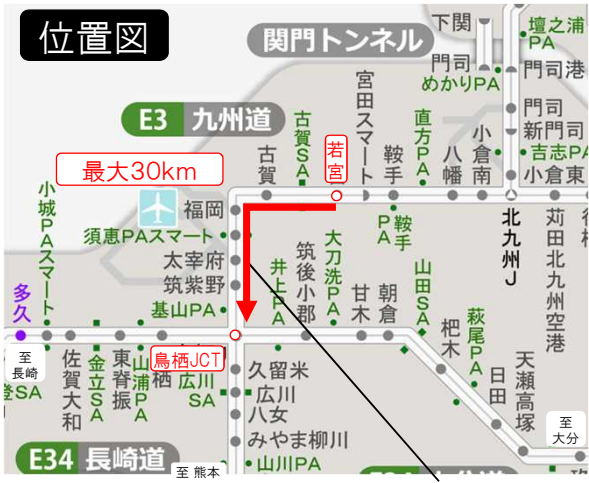 位置図
関門トンネル
下関
壇之浦
PA
門司
めかりPA
門司港
E3 九州道
古賀SA
宮田スマート
直方PA
門司
新門司
吉志PA
小倉東
最大30km
古賀
若宮
鞍手
八幡
小倉南
小城PAスマート
福岡
鞍手PA
北九州J
苅田北九州空港
須恵PAスマート
太宰府
筑紫野
基山PA
井上PA
筑後小郡
大刀洗PA
甘木
朝倉
山田SA
杷木
萩尾PA
日田
天瀬高塚
多久
至
長崎
SA
佐賀大和
金立SA
東脊振
山浦PA
鳥栖JCT
栖
広川
SA
久留米
広川
八女
みやま柳川
山川PA
至
大分
E34 長崎道
至 熊本